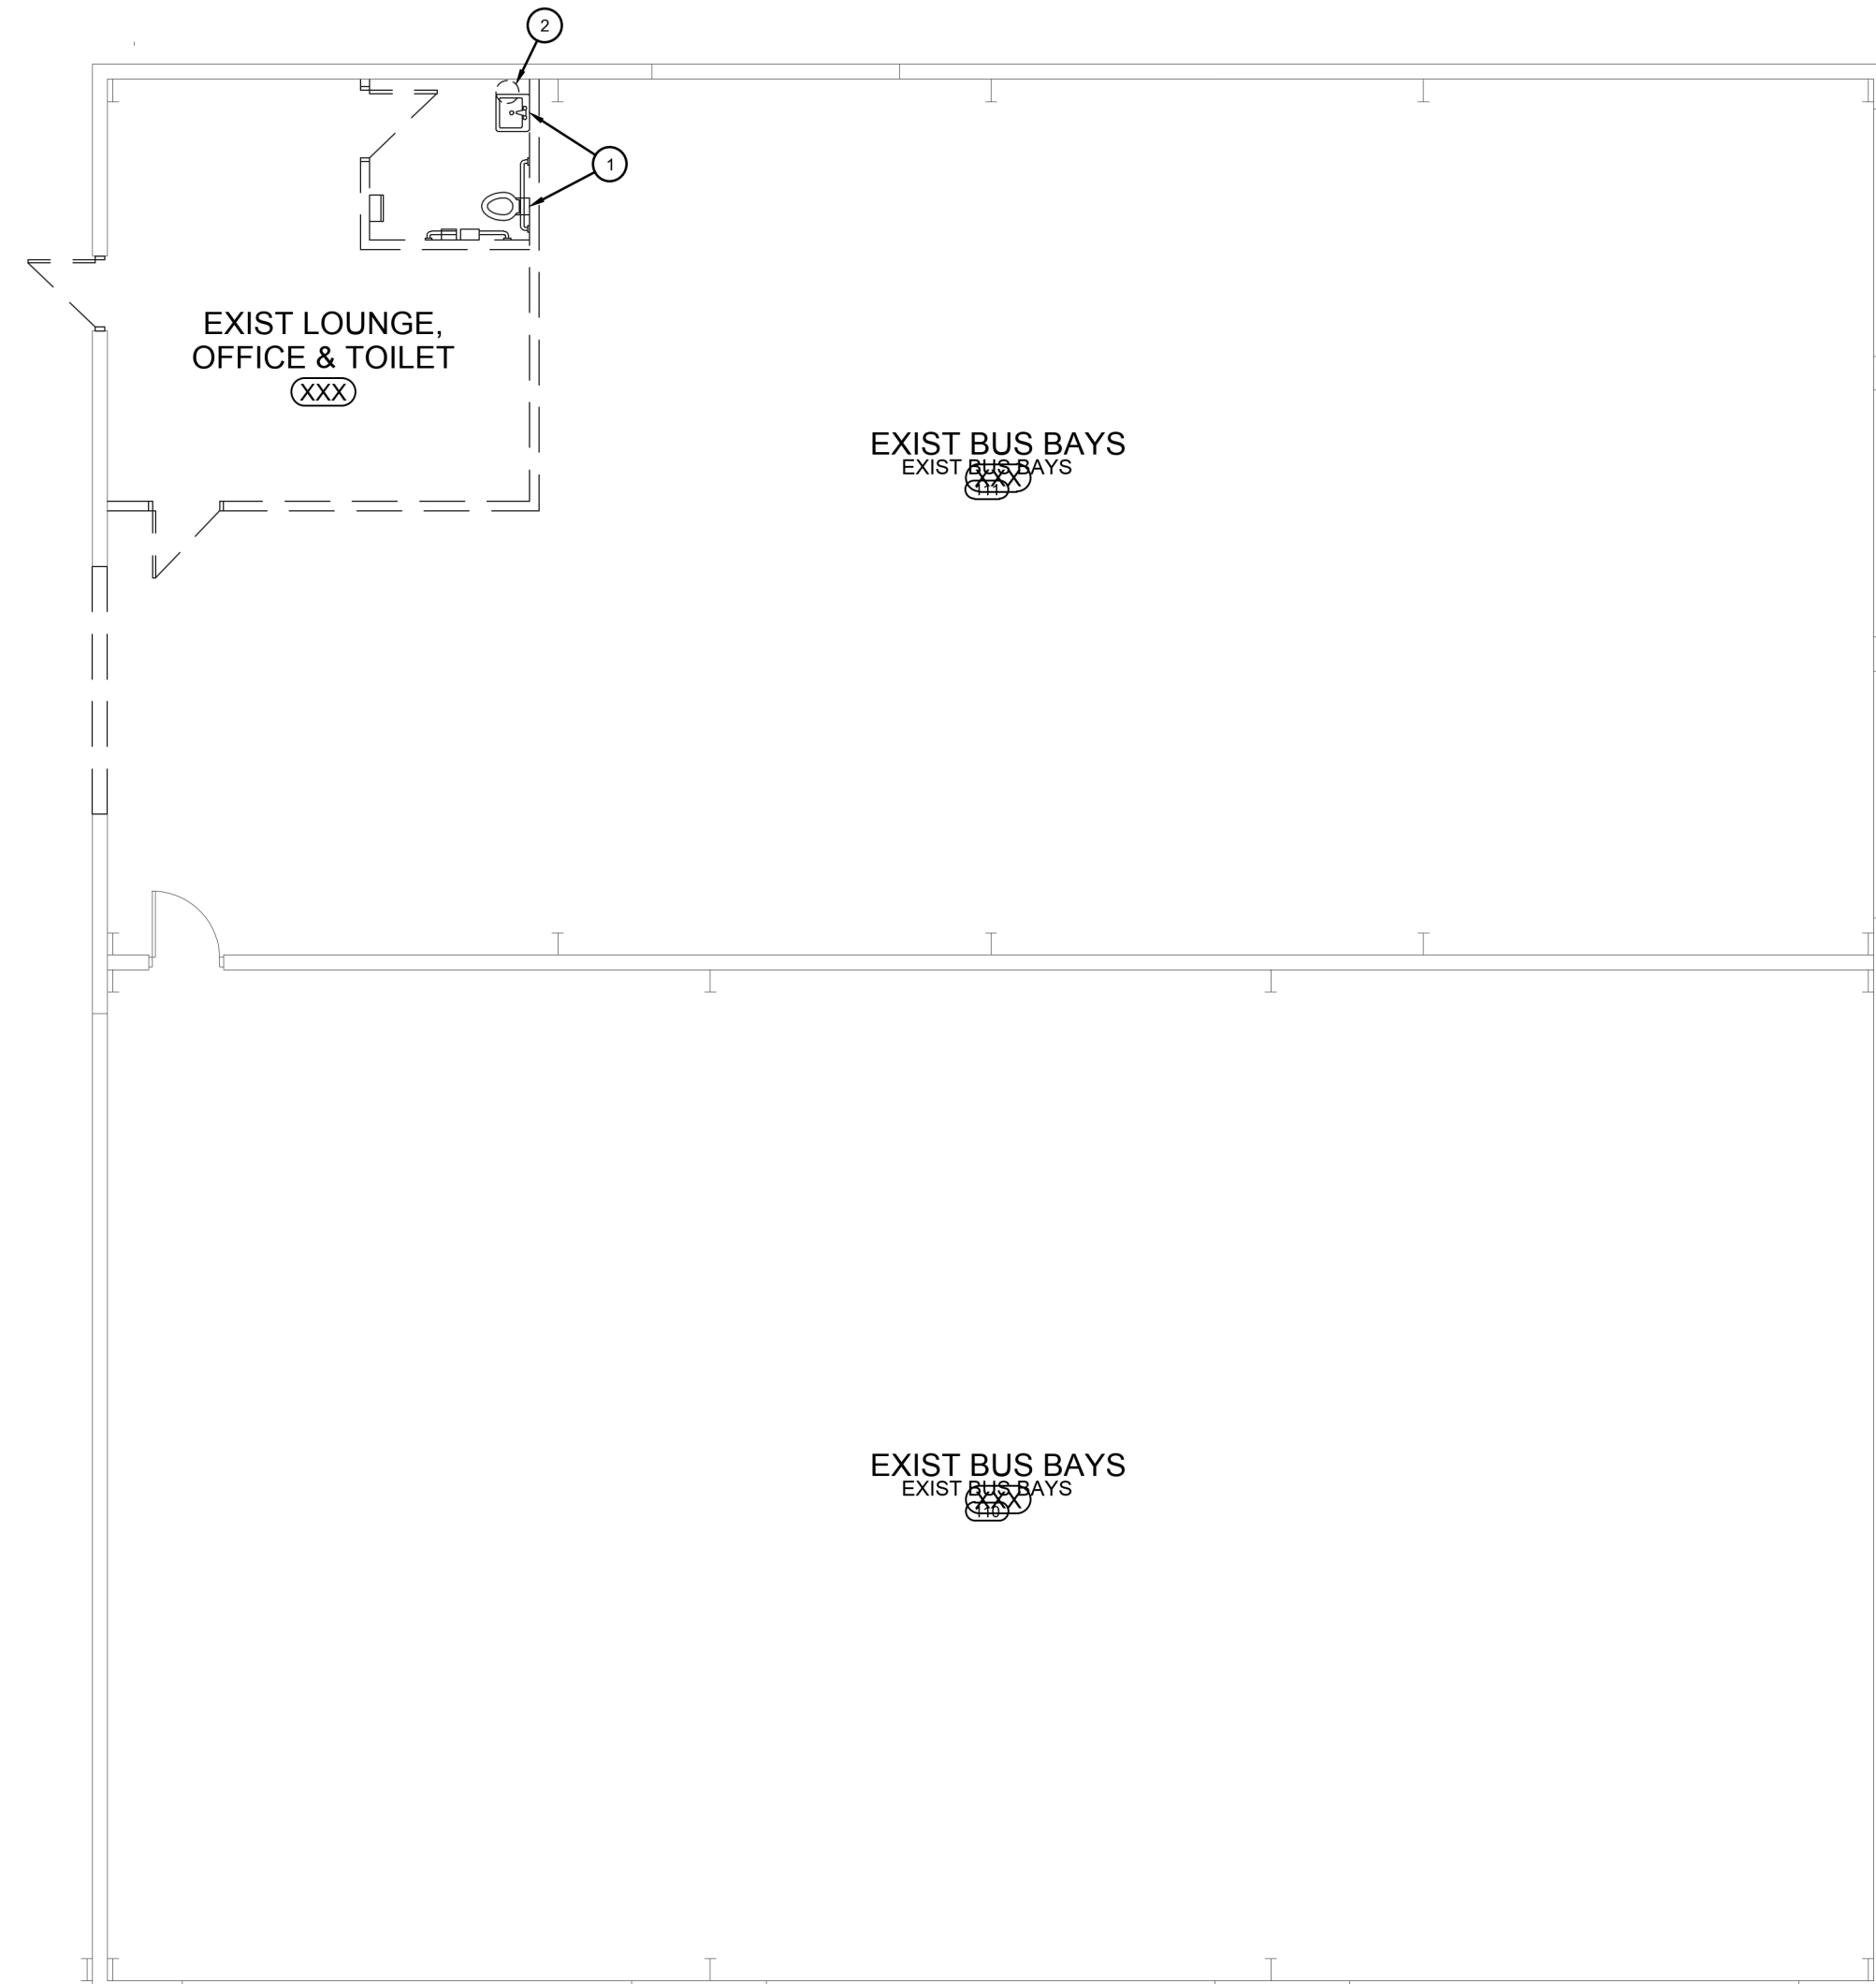 2
1
EXIST LOUNGE,
OFFICE & TOILET
XXX
EXIST BUS BAYS
EXIST BUS BAYS
XXX
111
EXIST BUS BAYS
EXIST BUS BAYS
XXX
110